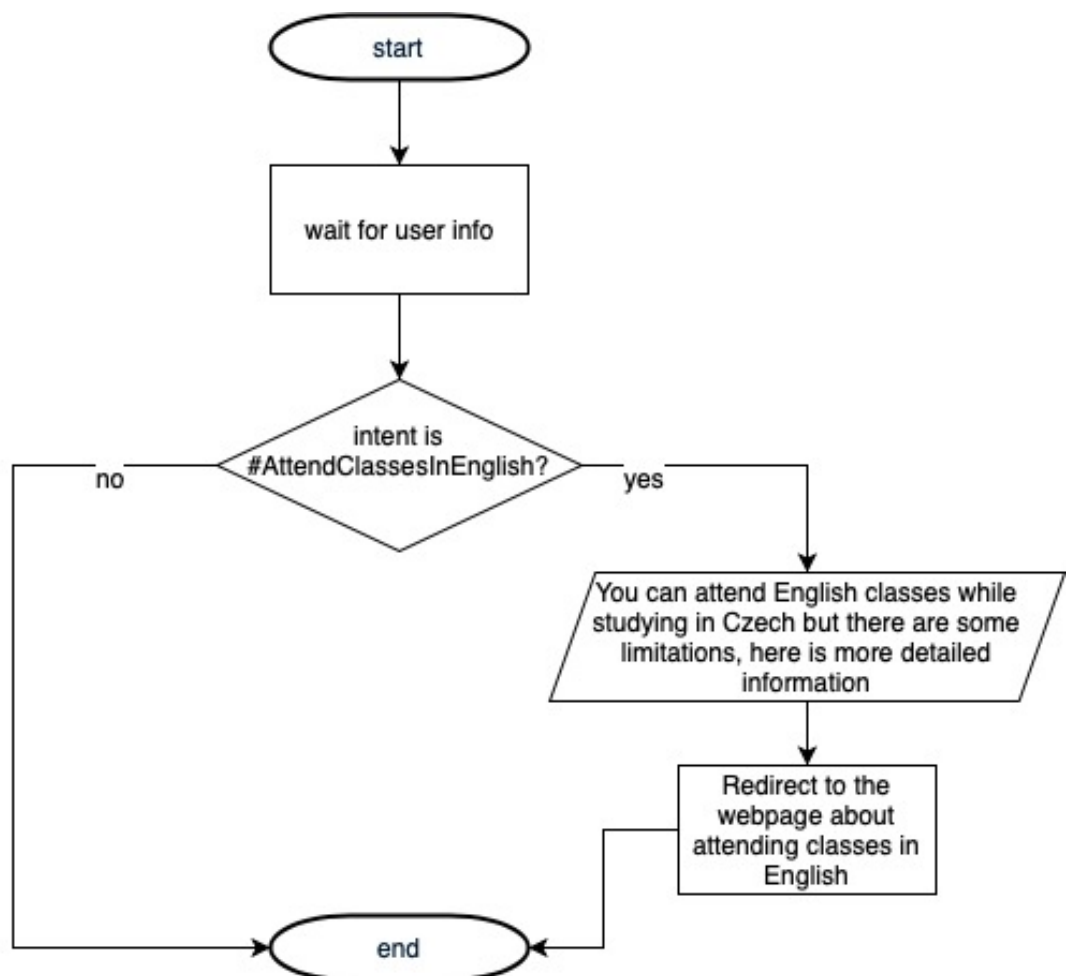 start
wait for user info
intent is
#AttendClassesInEnglish?
no
yes
You can attend English classes while
studying in Czech but there are some
limitations, here is more detailed
information
Redirect to the
webpage about
attending classes in
English
end